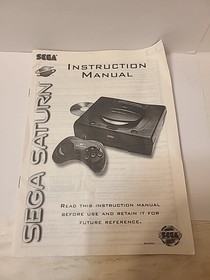 SEGA
INSTRUCTION
MANUAL
SEGA SATURN
READ THIS INSTRUCTION MANUAL
BEFORE USE AND RETAIN IT FOR
FUTURE REFERENCE.